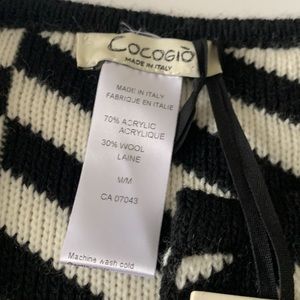 COCOGIÒ
MADE IN ITALY
MADE IN ITALY
FABRIQUE EN ITALIE
70% ACRYLIC
ACRYLIQUE
30% WOOL
LAINE
M/M
CA 07043
Machine wash cold